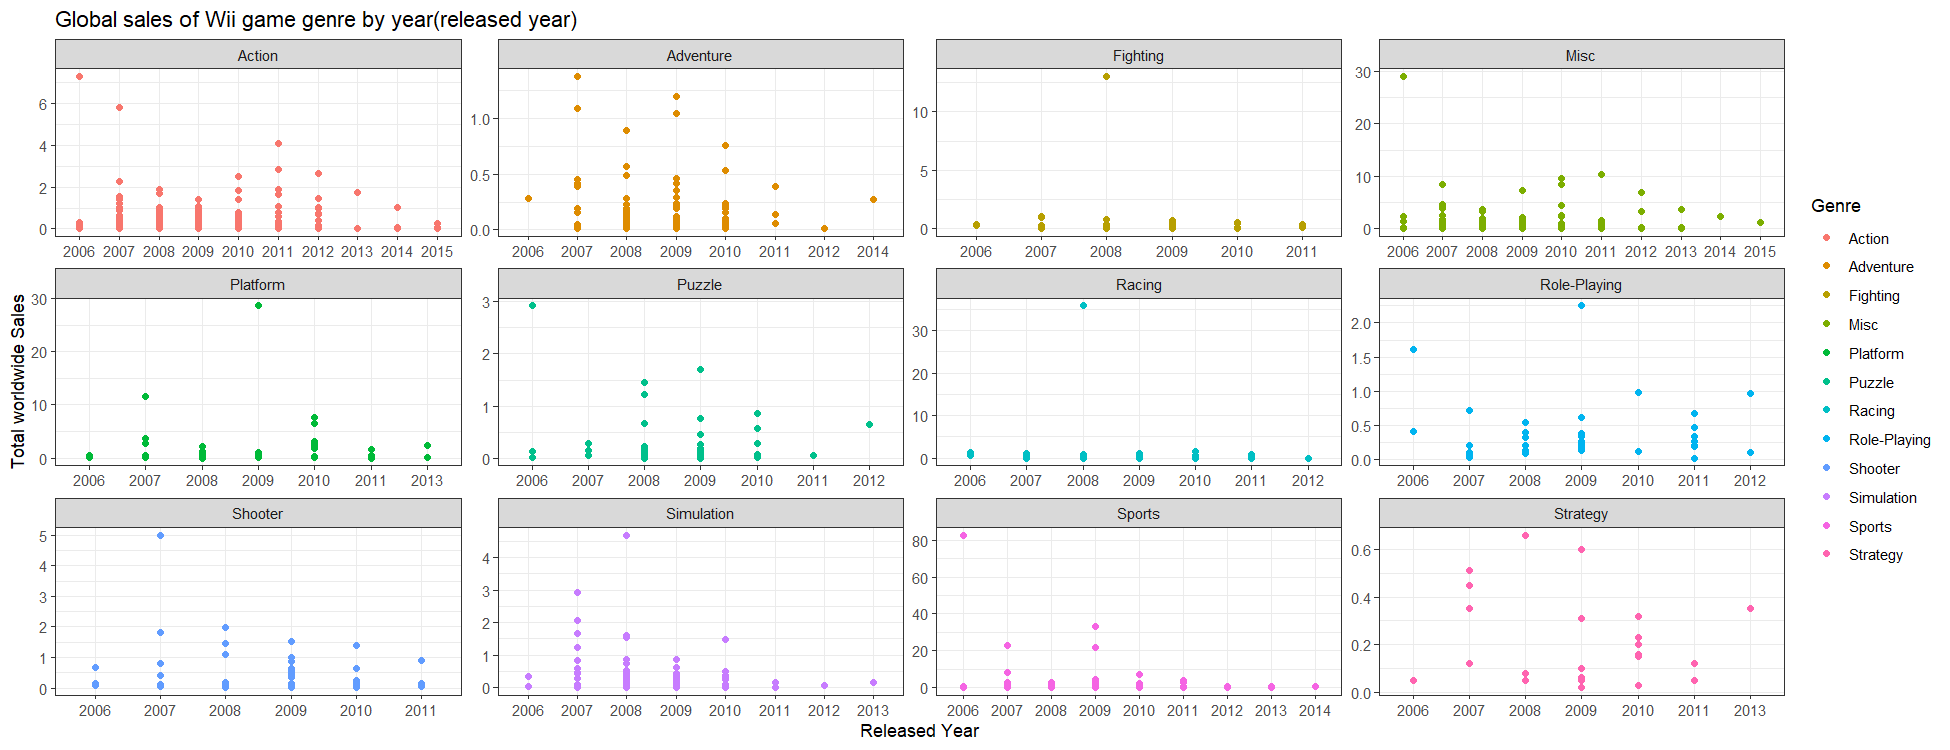 Global sales of Wii game genre by year(released year)
Action
Adventure
Fighting
Misc
6
4
2
0
1.0
0.5
0.0
10
5
0
30
20
10
0
2006 2007 2008 2009 2010 2011 2012 2013 2014 2015
2006 2007 2008 2009 2010 2011 2012 2014
2006 2007 2008 2009 2010 2011
2006 2007 2008 2009 2010 2011 2012 2013 2014 2015
Platform
Puzzle
Racing
Role-Playing
30
20
10
0
3
2
1
0
30
20
10
0
2.0
1.5
1.0
0.5
0.0
2006 2007 2008 2009 2010 2011 2013
2006 2007 2008 2009 2010 2011 2012
2006 2007 2008 2009 2010 2011 2012
2006 2007 2008 2009 2010 2011 2012
Shooter
Simulation
Sports
Strategy
5
4
3
2
1
0
4
3
2
1
0
80
60
40
20
0
0.6
0.4
0.2
0.0
2006 2007 2008 2009 2010 2011
2006 2007 2008 2009 2010 2011 2012 2013
2006 2007 2008 2009 2010 2011 2012 2013 2014
2006 2007 2008 2009 2010 2011 2013
Total worldwide Sales
Released Year
Genre
Action
Adventure
Fighting
Misc
Platform
Puzzle
Racing
Role-Playing
Shooter
Simulation
Sports
Strategy